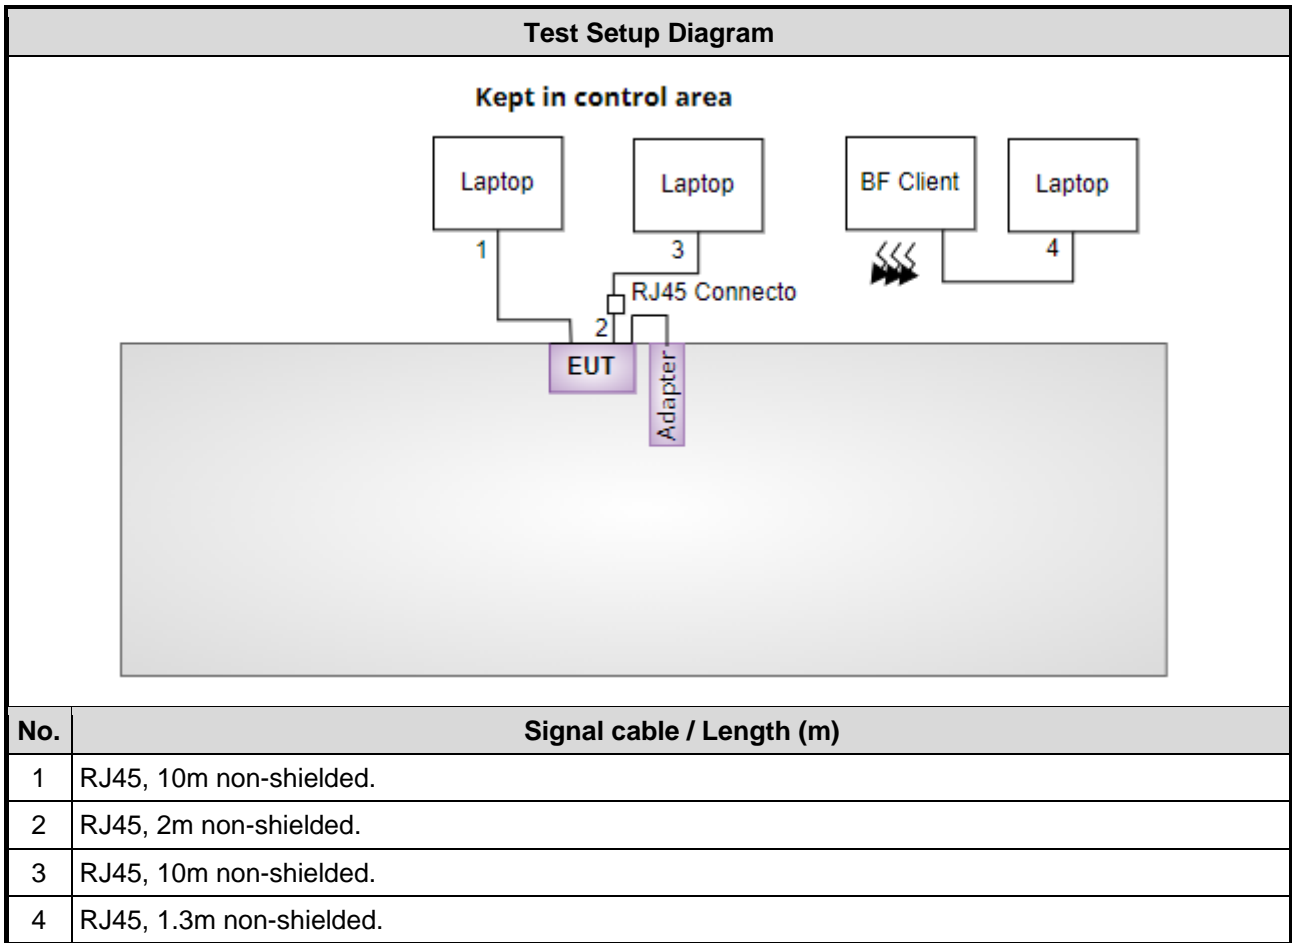 Test Setup Diagram
Kept in control area
Laptop
Laptop
BF Client
Laptop
1
3
4
RJ45 Connecto
2
EUT
Adapter
No. Signal cable / Length (m)
1 RJ45, 10m non-shielded.
2 RJ45, 2m non-shielded.
3 RJ45, 10m non-shielded.
4 RJ45, 1.3m non-shielded.